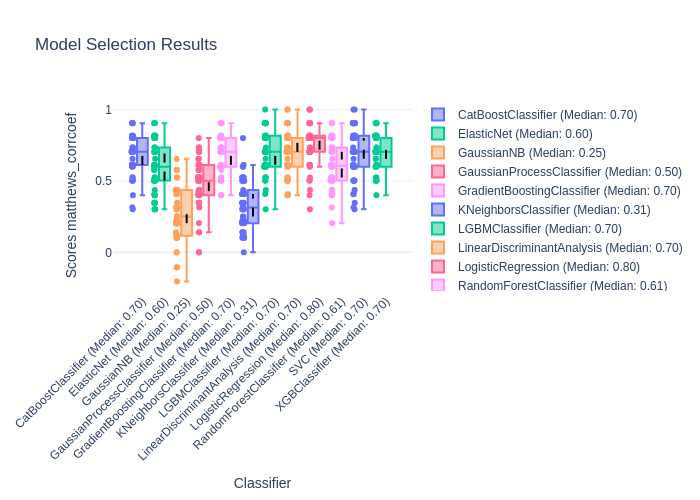 Model Selection Results
Scores matthews_corrcoef
1
0.5
0
CatBoostClassifier (Median: 0.70)
ElasticNet (Median: 0.60)
GaussianNB (Median: 0.25)
GaussianProcessClassifier (Median: 0.50)
GradientBoostingClassifier (Median: 0.70)
KNeighborsClassifier (Median: 0.31)
LGBMClassifier (Median: 0.70)
LinearDiscriminantAnalysis (Median: 0.70)
LogisticRegression (Median: 0.80)
RandomForestClassifier (Median: 0.61)
SVC (Median: 0.70)
XGBClassifier (Median: 0.70)
Classifier
CatBoostClassifier (Median: 0.70)
ElasticNet (Median: 0.60)
GaussianNB (Median: 0.25)
GaussianProcessClassifier (Median: 0.50)
GradientBoostingClassifier (Median: 0.70)
KNeighborsClassifier (Median: 0.31)
LGBMClassifier (Median: 0.70)
LinearDiscriminantAnalysis (Median: 0.70)
LogisticRegression (Median: 0.80)
RandomForestClassifier (Median: 0.61)